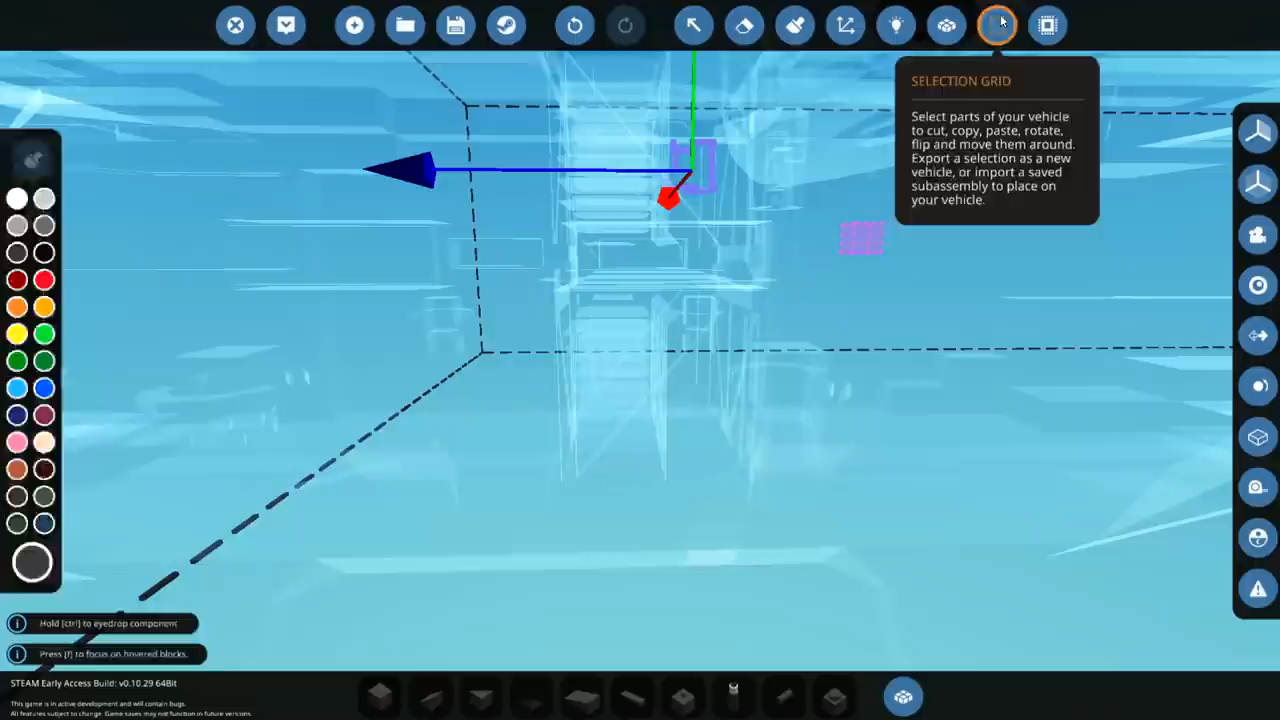 SELECTION GRID
Select parts of your vehicle
to cut, copy, paste, rotate,
flip and move them around.
Export a selection as a new
vehicle, or import a saved
subassembly to place on
your vehicle.
Hold [ctrl] to eyedrop component
Press [f] to focus on hovered blocks.
STEAM Early Access Build: v0.10.29 64Bit
This game is in active development and will contain bugs.
All features subject to change. Game saves may not function in future versions.